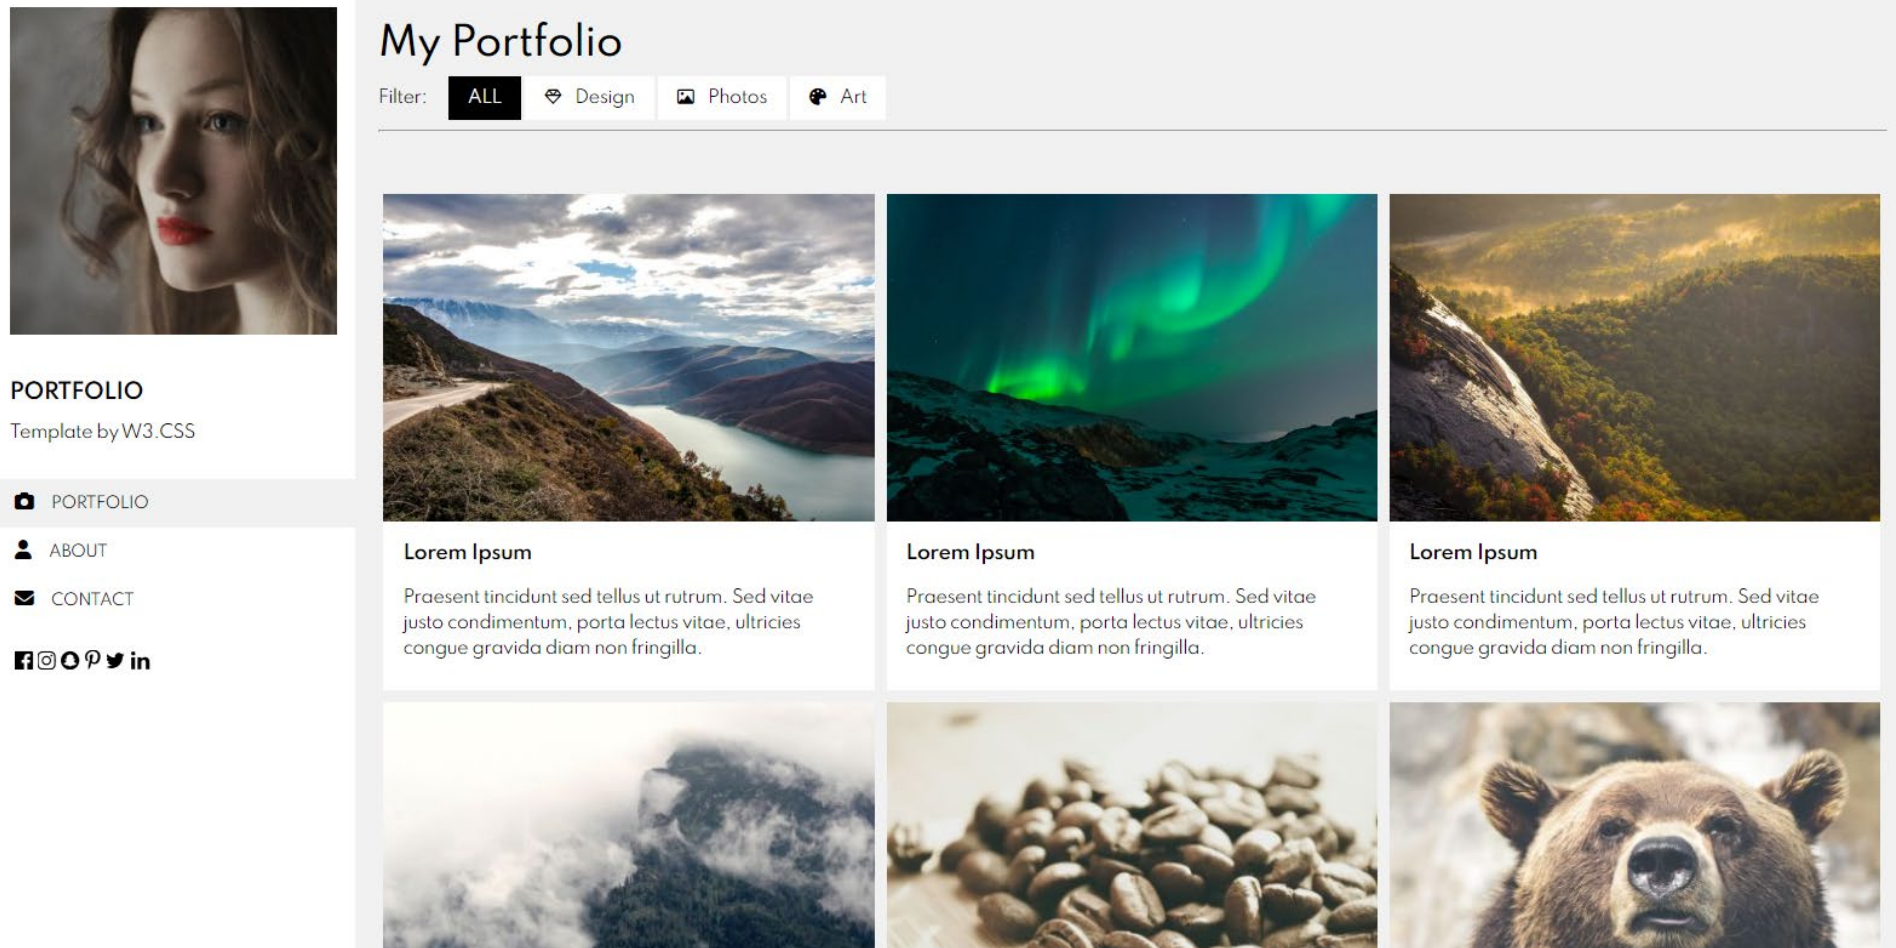 My Portfolio
Filter: ALL Design Photos Art
PORTFOLIO
Template by W3.CSS
PORTFOLIO
ABOUT
CONTACT
Lorem Ipsum
Praesent tincidunt sed tellus ut rutrum. Sed vitae
justo condimentum, porta lectus vitae, ultricies
congue gravida diam non fringilla.
Lorem Ipsum
Praesent tincidunt sed tellus ut rutrum. Sed vitae
justo condimentum, porta lectus vitae, ultricies
congue gravida diam non fringilla.
Lorem Ipsum
Praesent tincidunt sed tellus ut rutrum. Sed vitae
justo condimentum, porta lectus vitae, ultricies
congue gravida diam non fringilla.